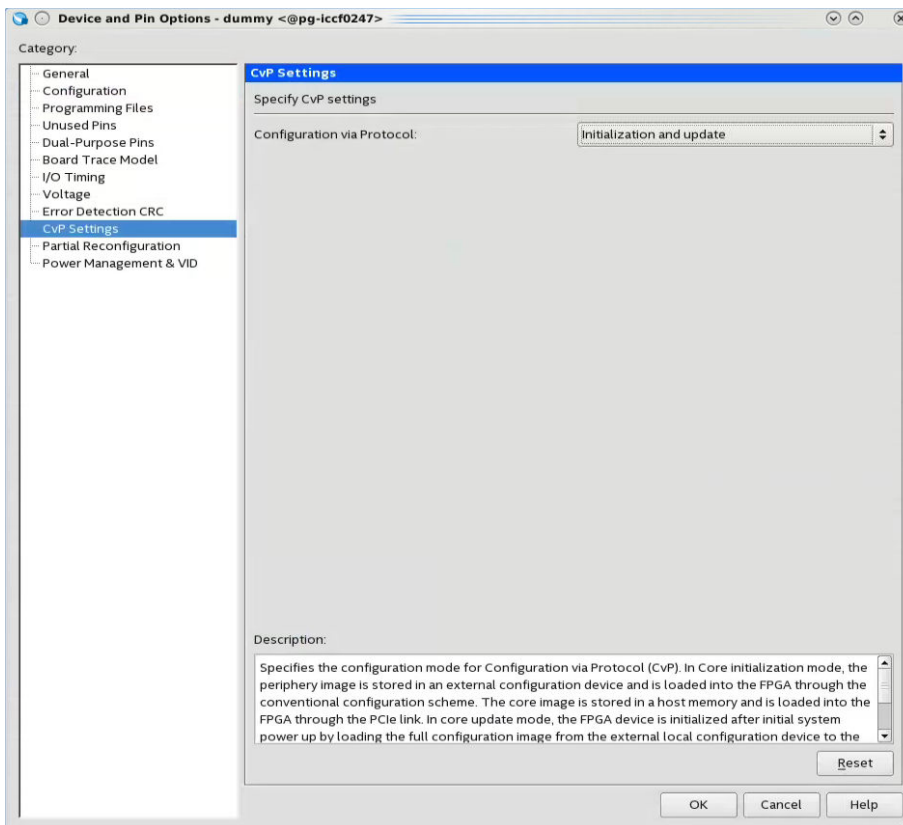 Device and Pin Options - dummy <@pg-iccf0247>
Category:
General
Configuration
Programming Files
Unused Pins
Dual-Purpose Pins
Board Trace Model
I/O Timing
Voltage
Error Detection CRC
CvP Settings
Partial Reconfiguration
Power Management & VID
CvP Settings
Specify CvP settings
Configuration via Protocol:
Initialization and update
Description:
Specifies the configuration mode for Configuration via Protocol (CvP). In Core initialization mode, the
periphery image is stored in an external configuration device and is loaded into the FPGA through the
conventional configuration scheme. The core image is stored in a host memory and is loaded into the
FPGA through the PCIe link. In core update mode, the FPGA device is initialized after initial system
power up by loading the full configuration image from the external local configuration device to the
Reset
OK
Cancel
Help